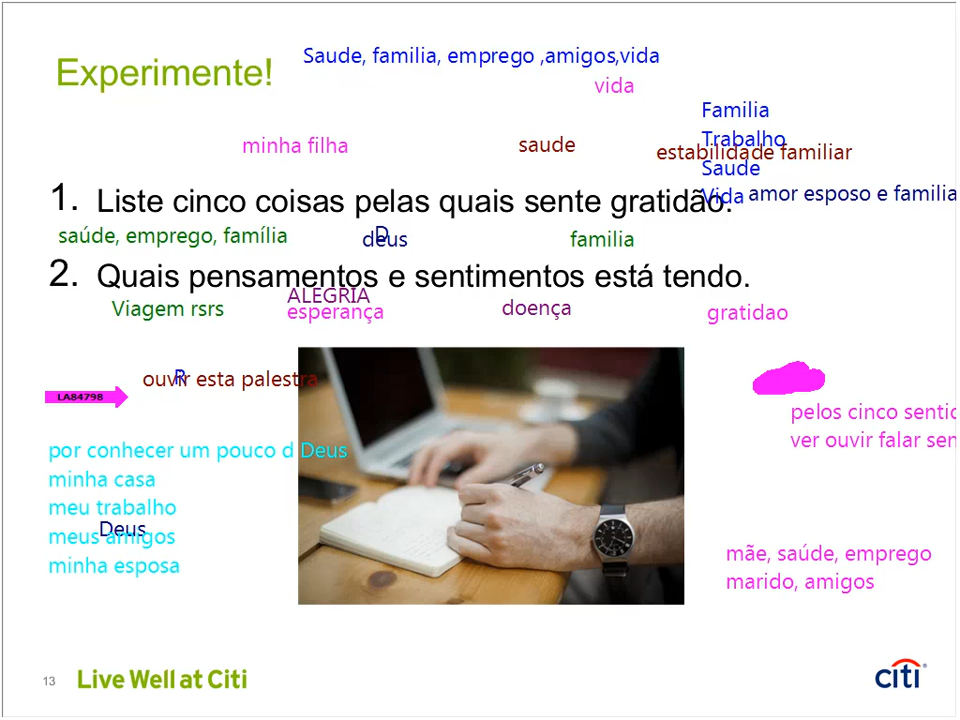 Saude, familia, emprego ,amigos,vida
Experimente!
vida
Familia
Trabalho
minha filha
saude
estabilidade familiar
Saude
Vida
amor esposo e familia
1. Liste cinco coisas pelas quais sente gratidão.
saúde, emprego, família
D
deus
familia
2. Quais pensamentos e sentimentos está tendo.
ALEGRIA
Viagem rsrs
esperança
doença
gratidao
R
ouvir esta palestra
LA84798
pelos cinco sentid
ver ouvir falar sen
por conhecer um pouco d Deus
minha casa
meu trabalho
Deus
meus amigos
minha esposa
mãe, saúde, emprego
marido, amigos
13
Live Well at Citi
citi